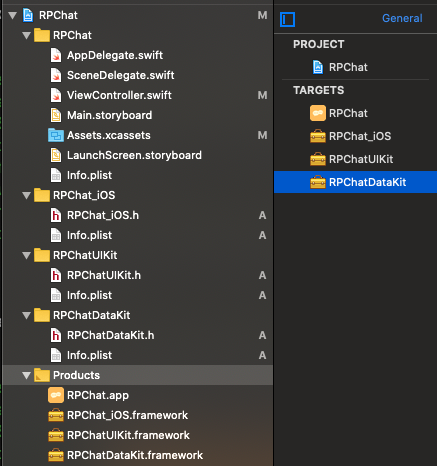 RPChat M
RPChat
AppDelegate.swift
SceneDelegate.swift
ViewController.swift M
Main.storyboard
Assets.xcassets M
LaunchScreen.storyboard
Info.plist
RPChat_iOS
RPChat_iOS.h A
Info.plist A
RPChatUIKit
RPChatUIKit.h A
Info.plist A
RPChatDataKit
RPChatDataKit.h A
Info.plist A
Products
RPChat.app
RPChat_iOS.framework
RPChatUIKit.framework
RPChatDataKit.framework
General
PROJECT
RPChat
TARGETS
RPChat
RPChat_iOS
RPChatUIKit
RPChatDataKit